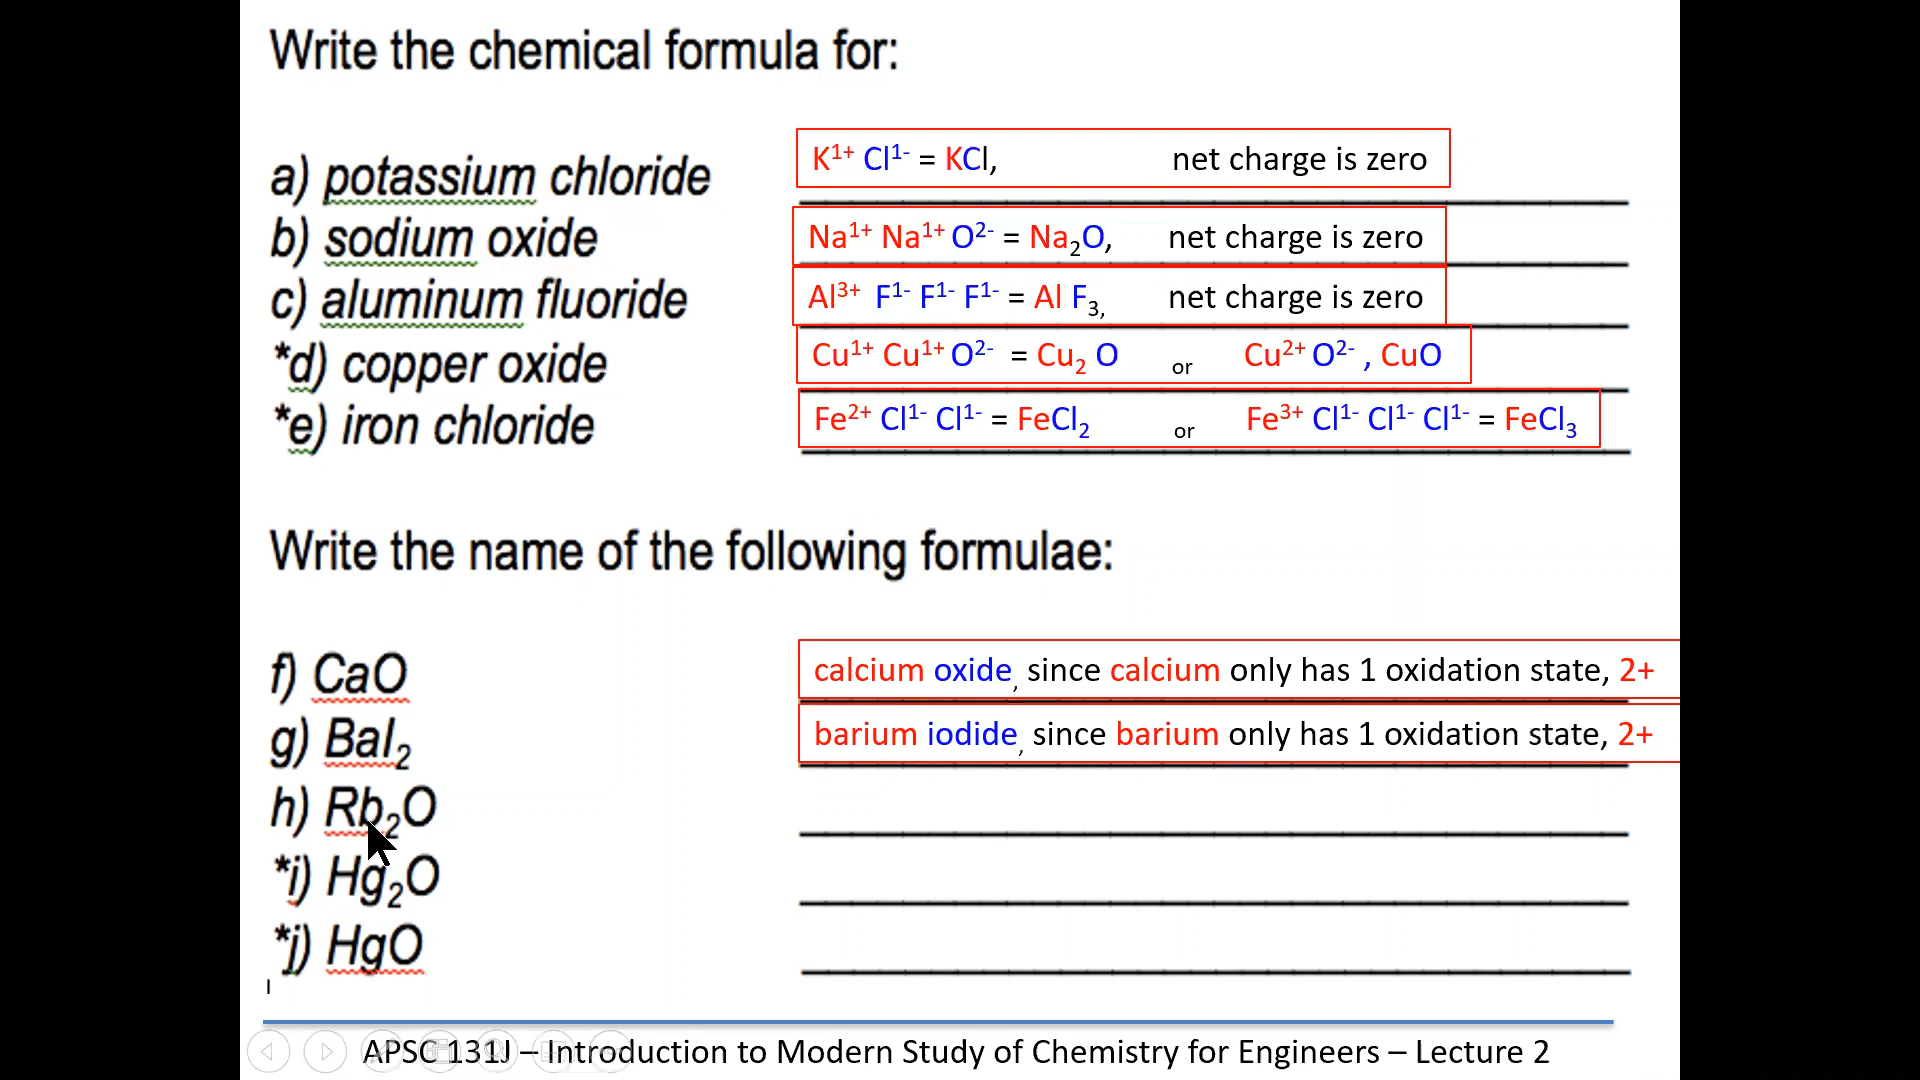 Write the chemical formula for:
a) potassium chloride K¹⁺ Cl¹⁻ = KCl, net charge is zero
b) sodium oxide Na¹⁺ Na¹⁺ O²⁻ = Na₂O, net charge is zero
c) aluminum fluoride Al³⁺ F¹⁻ F¹⁻ F¹⁻ = Al F₃, net charge is zero
*d) copper oxide Cu¹⁺ Cu¹⁺ O²⁻ = Cu₂ O or Cu²⁺ O²⁻ , CuO
*e) iron chloride Fe²⁺ Cl¹⁻ Cl¹⁻ = FeCl₂ or Fe³⁺ Cl¹⁻ Cl¹⁻ Cl¹⁻ = FeCl₃
Write the name of the following formulae:
f) CaO calcium oxide, since calcium only has 1 oxidation state, 2+
g) BaI₂ barium iodide, since barium only has 1 oxidation state, 2+
h) Rb₂O
*i) Hg₂O
*j) HgO
APSC 131J – Introduction to Modern Study of Chemistry for Engineers – Lecture 2